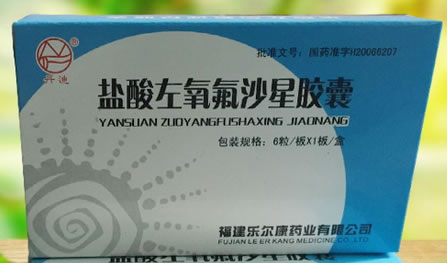 批准文号：国药准字H20066207
盐酸左氧氟沙星胶囊
YANSUAN ZUOYANGFUSHAXING JIAONANG
包装规格：6粒/板X1板/盒
福建乐尔康药业有限公司
FUJIAN LE ER KANG MEDICINE CO.,LTD